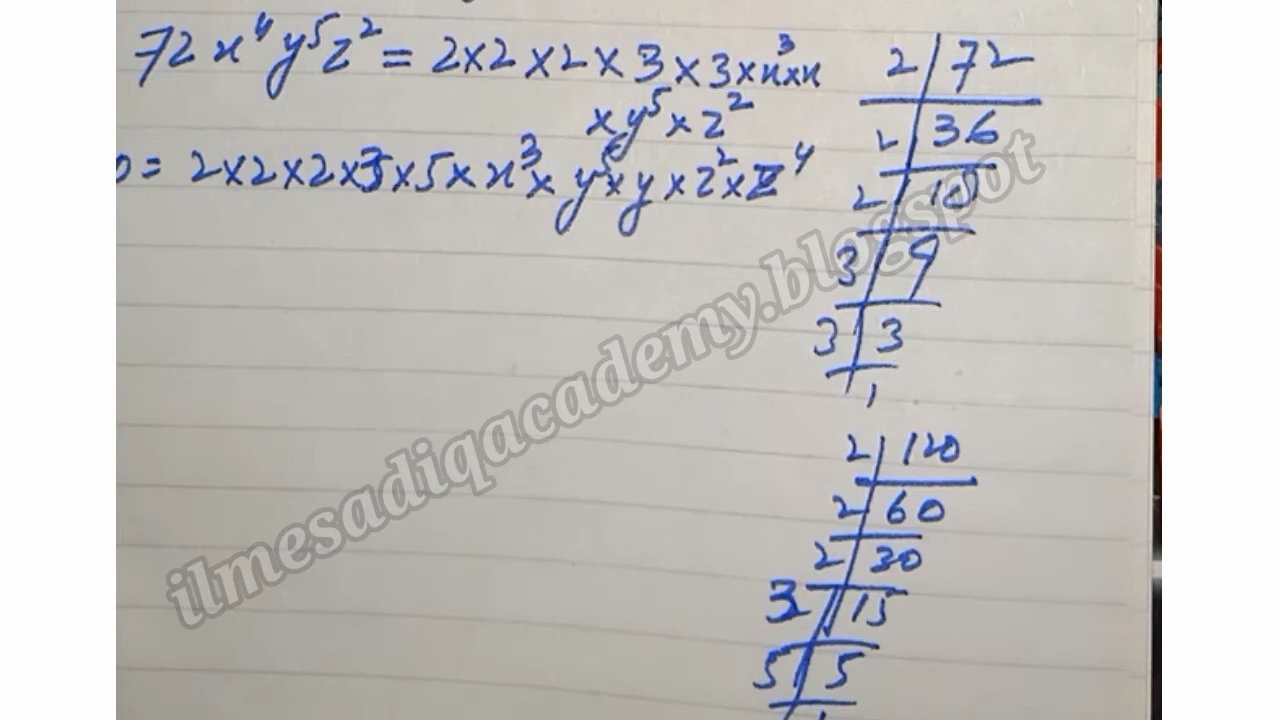 72x⁴y⁵z² = 2×2×2×3×3×x³×x
×y⁵×z²
= 2×2×2×3×5×x³×y⁵×y×z²×z⁴
2 | 72
2 | 36
2 | 18
3 | 9
3 | 3
1
2 | 120
2 | 60
2 | 30
3 | 15
5 | 5
1
ilmesadiqacademy.blogspot